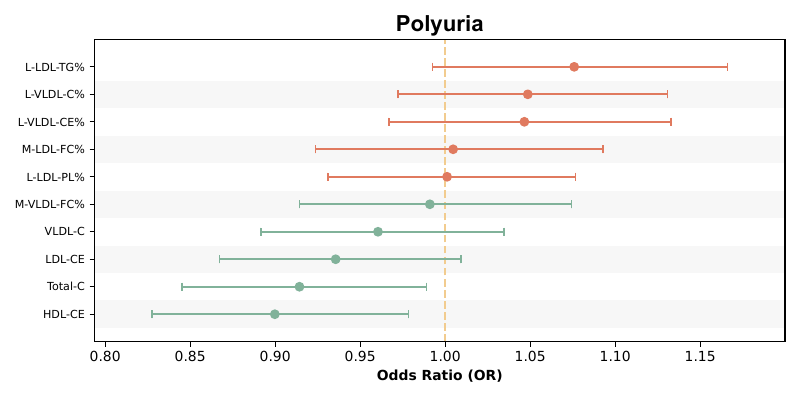 Polyuria
L-LDL-TG%
L-VLDL-C%
L-VLDL-CE%
M-LDL-FC%
L-LDL-PL%
M-VLDL-FC%
VLDL-C
LDL-CE
Total-C
HDL-CE
0.80 0.85 0.90 0.95 1.00 1.05 1.10 1.15
Odds Ratio (OR)